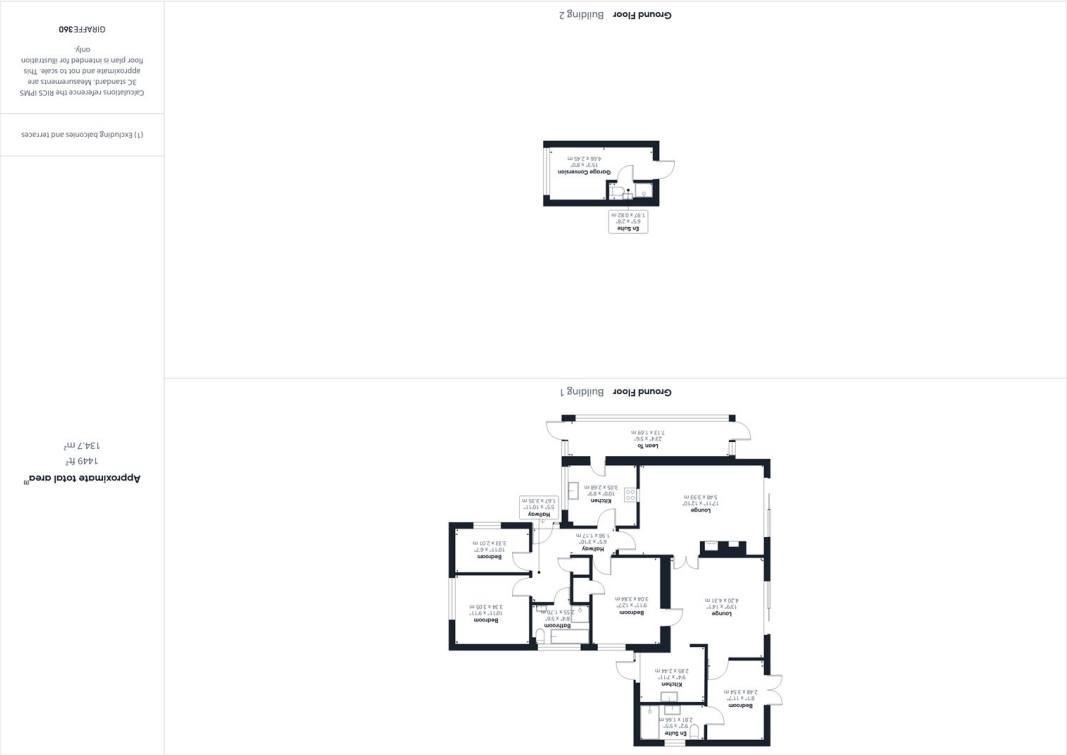 Approximate total area(1)
1449 ft²
134.7 m²
(1) Excluding balconies and terraces
Calculations reference the RICS IPMS
3C standard. Measurements are
approximate and not to scale. This
floor plan is intended for illustration
only.
GIRAFFE360
En Suite
9'2" x 5'5"
2.81 x 1.66 m
Bedroom
8'1" x 11'7"
2.48 x 3.54 m
Kitchen
9'4" x 7'11"
2.85 x 2.44 m
Lounge
13'9" x 14'1"
4.20 x 4.31 m
Bedroom
9'11" x 12'7"
3.04 x 3.84 m
Bathroom
8'4" x 5'6"
2.55 x 1.70 m
Bedroom
10'11" x 9'11"
3.34 x 3.05 m
Bedroom
10'11" x 6'7"
3.33 x 2.01 m
Hallway
6'5" x 3'10"
1.98 x 1.17 m
Hallway
5'5" x 10'11"
1.67 x 3.35 m
Lounge
17'11" x 12'10"
5.48 x 3.93 m
Kitchen
10'0" x 8'9"
3.05 x 2.68 m
Lean To
23'4" x 5'6"
7.13 x 1.69 m
Ground Floor Building 1
En Suite
6'5" x 2'8"
1.97 x 0.82 m
Garage Conversion
15'3" x 8'0"
4.66 x 2.45 m
Ground Floor Building 2